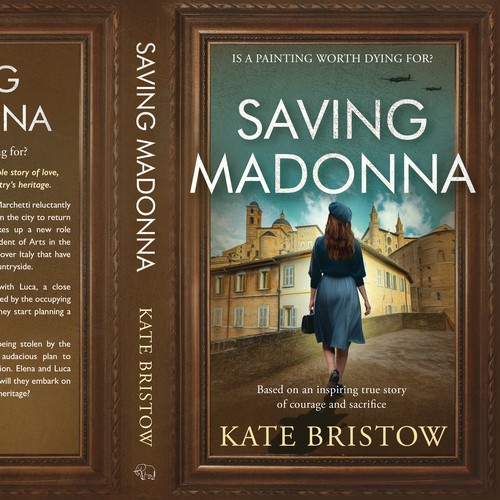 G
NNA
g for?
ble story of love,
try's heritage.
Marchetti reluctantly
n the city to return
kes up a new role
dent of Arts in the
over Italy that have
untryside.
with Luca, a close
ed by the occupying
hey start planning a
being stolen by the
audacious plan to
ion. Elena and Luca
will they embark on
heritage?
SAVING MADONNA
KATE BRISTOW
IS A PAINTING WORTH DYING FOR?
SAVING
MADONNA
Based on an inspiring true story
of courage and sacrifice
KATE BRISTOW